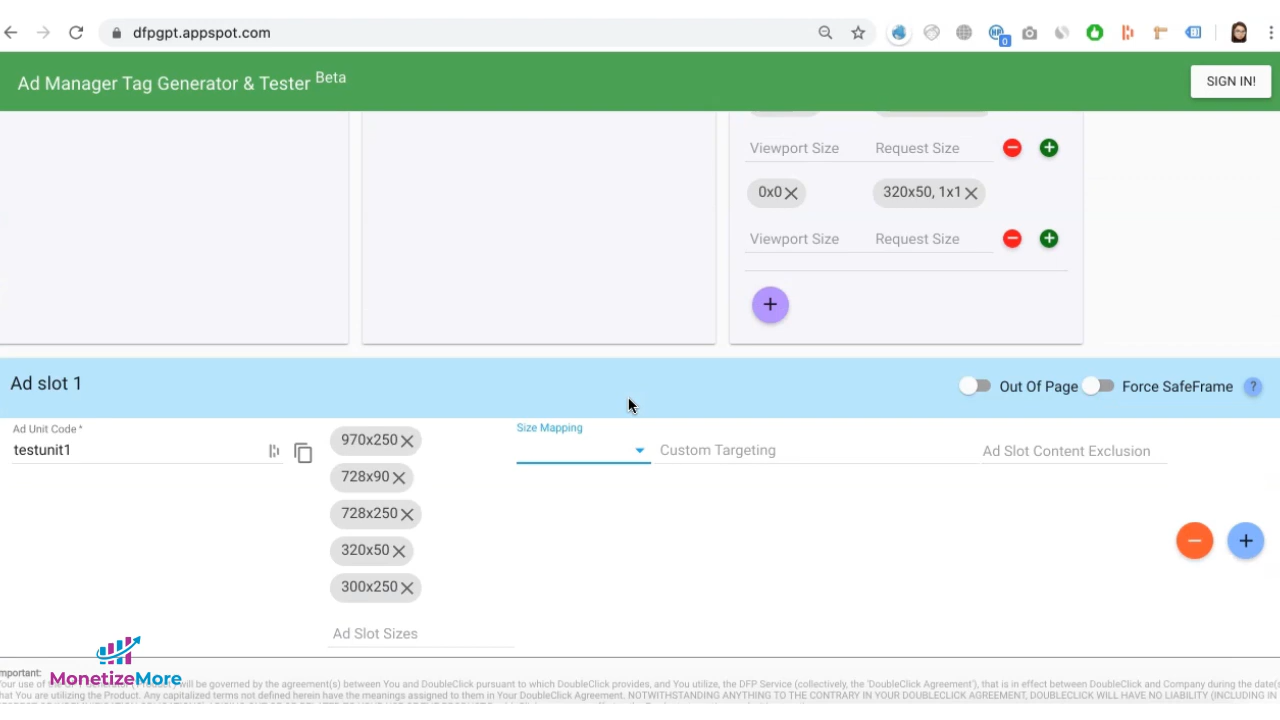 dfpgpt.appspot.com
0
Ad Manager Tag Generator & Tester Beta
SIGN IN!
Viewport Size Request Size
0x0 320x50, 1x1
Viewport Size Request Size
Ad slot 1
Out Of Page Force SafeFrame ?
Ad Unit Code *
testunit1
970x250
728x90
728x250
320x50
300x250
Ad Slot Sizes
Size Mapping
Custom Targeting
Ad Slot Content Exclusion
MonetizeMore
mportant:
will be governed by the agreement(s) between You and DoubleClick pursuant to which DoubleClick provides, and You utilize, the DFP Service (collectively, the 'DoubleClick Agreement'), that is in effect between DoubleClick and Company during the date(s
hat You are utilizing the Product. Any capitalized terms not defined herein have the meanings assigned to them in Your DoubleClick Agreement. NOTWITHSTANDING ANYTHING TO THE CONTRARY IN YOUR DOUBLECLICK AGREEMENT, DOUBLECLICK WILL HAVE NO LIABILITY (INCLUDING IN